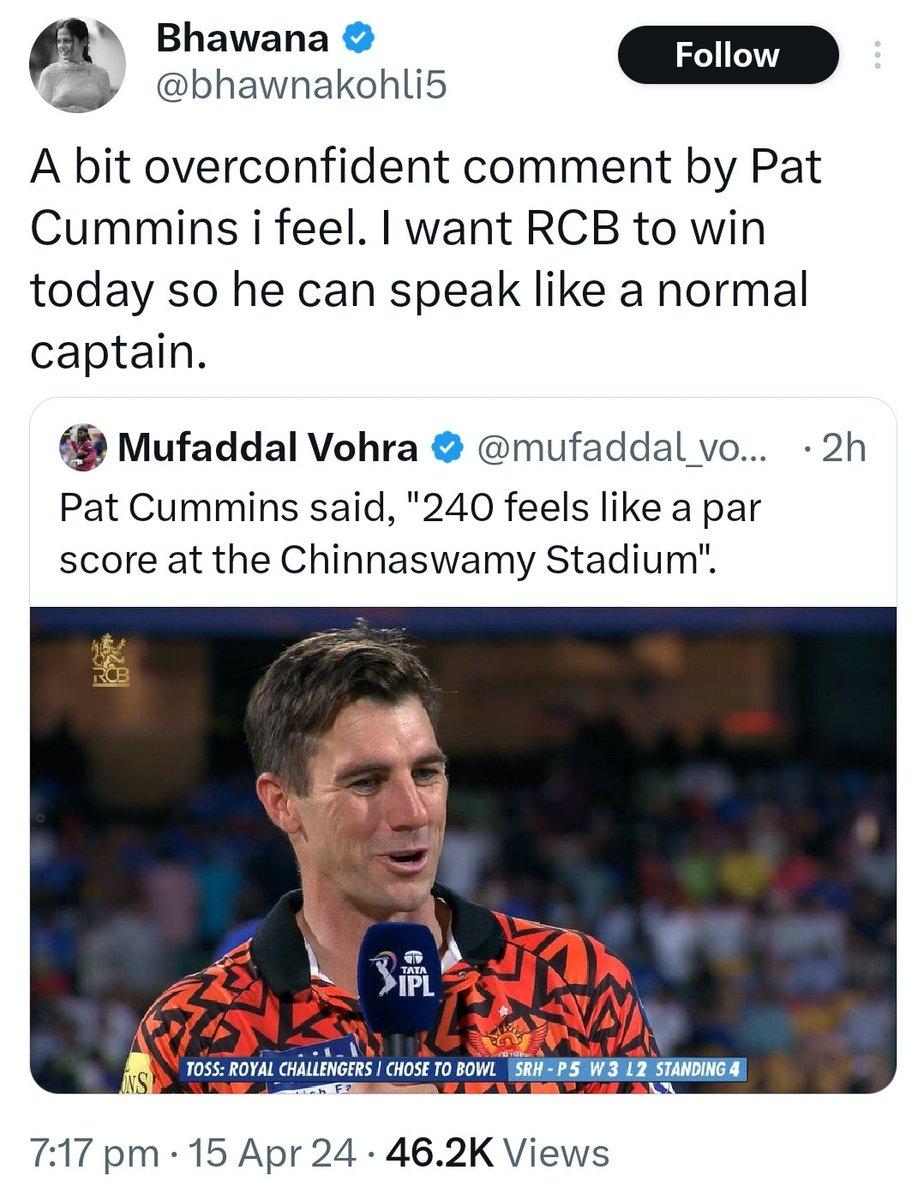 Bhawana
@bhawnakohli5
Follow
A bit overconfident comment by Pat
Cummins i feel. I want RCB to win
today so he can speak like a normal
captain.
Mufaddal Vohra @mufaddal_vo... · 2h
Pat Cummins said, "240 feels like a par
score at the Chinnaswamy Stadium".
RCB
TATA
IPL
TOSS: ROYAL CHALLENGERS | CHOSE TO BOWL SRH - P5 W3 L2 STANDING 4
7:17 pm · 15 Apr 24 · 46.2K Views